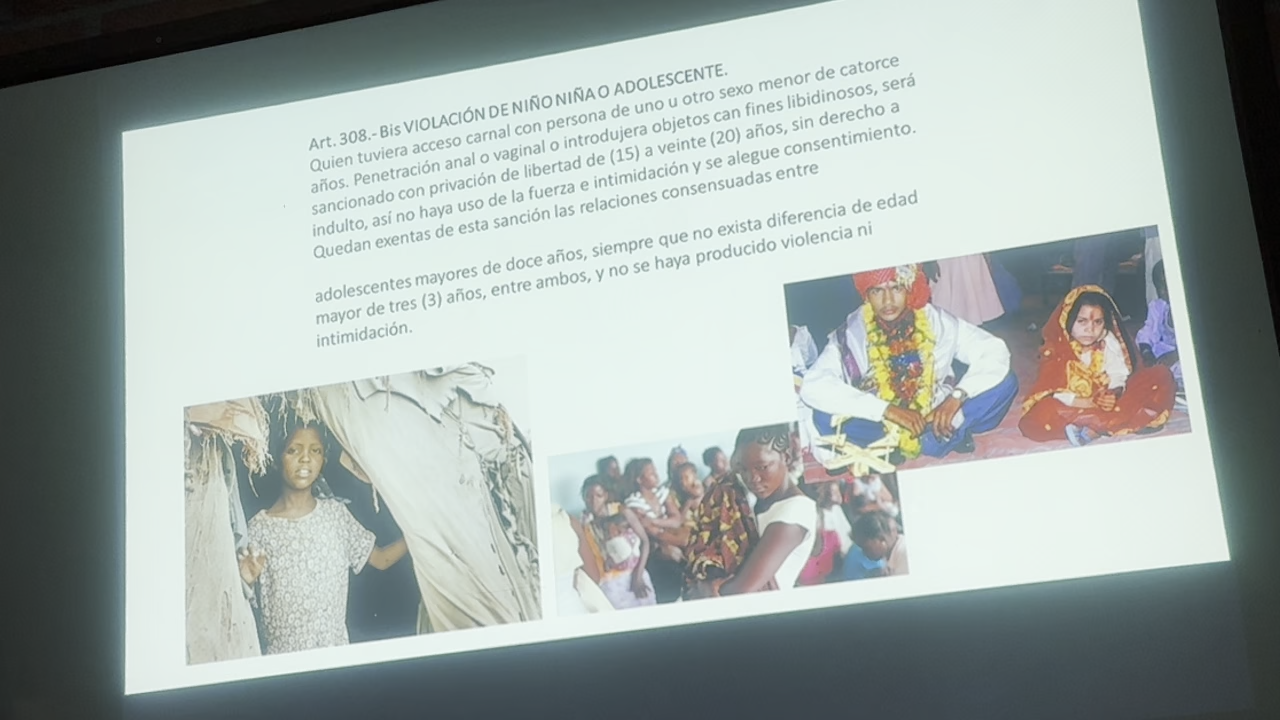 Art. 308.- Bis VIOLACIÓN DE NIÑO NIÑA O ADOLESCENTE.
Quien tuviera acceso carnal con persona de uno u otro sexo menor de catorce
años. Penetración anal o vaginal o introdujera objetos can fines libidinosos, será
sancionado con privación de libertad de (15) a veinte (20) años, sin derecho a
indulto, así no haya uso de la fuerza e intimidación y se alegue consentimiento.
Quedan exentas de esta sanción las relaciones consensuadas entre
adolescentes mayores de doce años, siempre que no exista diferencia de edad
mayor de tres (3) años, entre ambos, y no se haya producido violencia ni
intimidación.